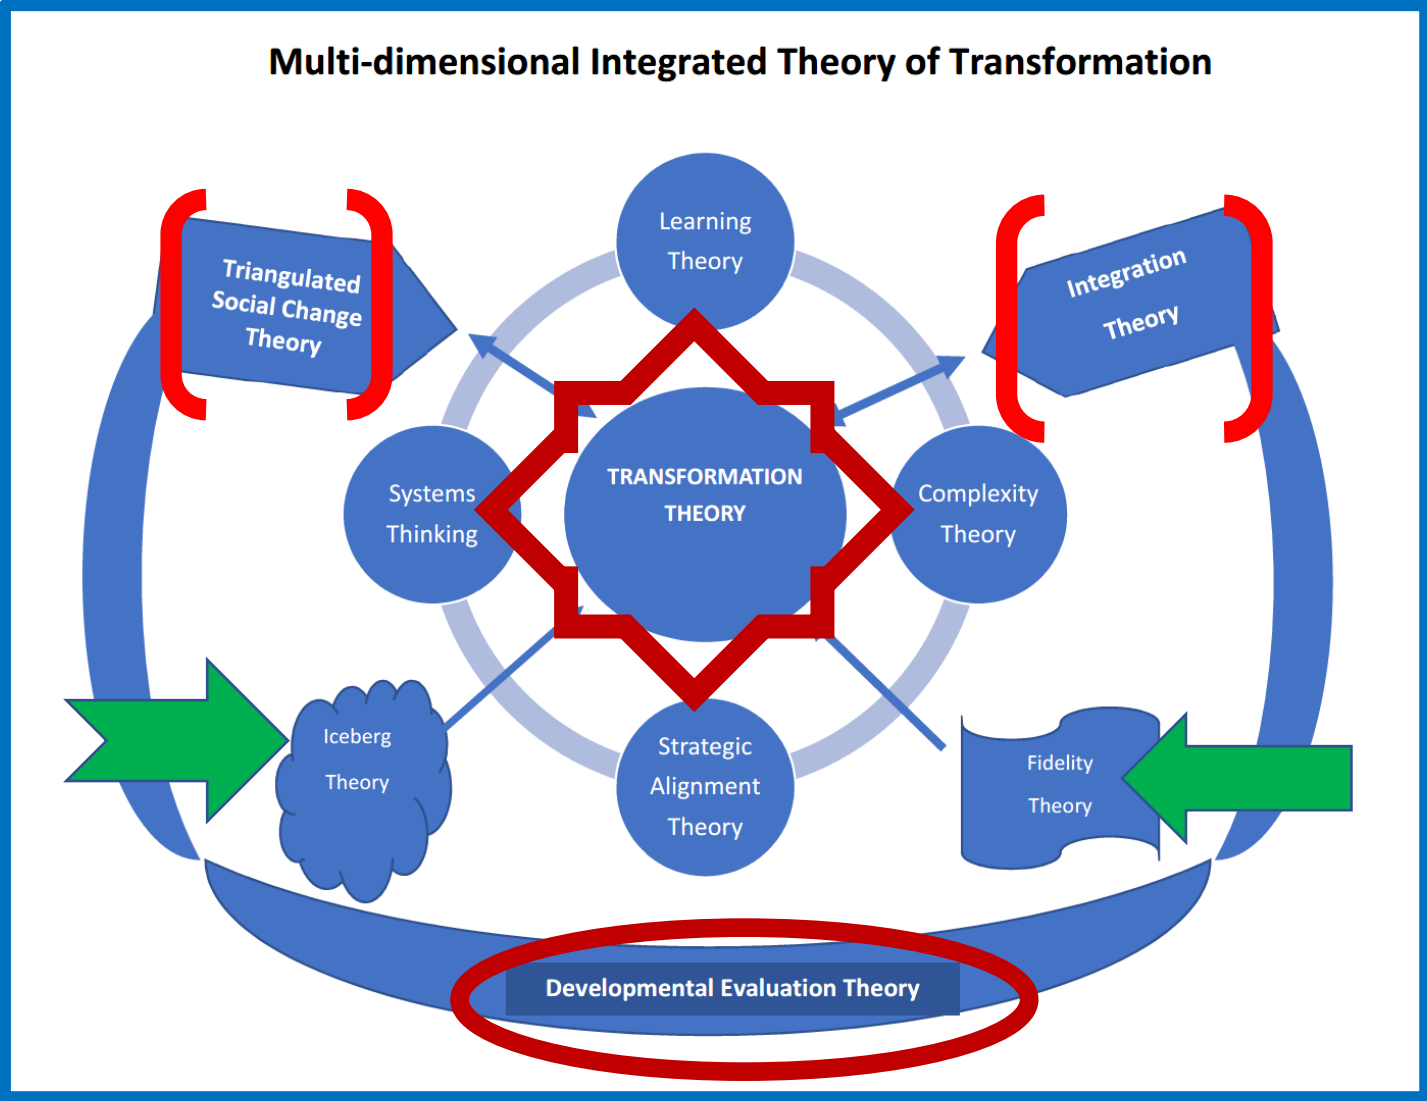 Multi-dimensional Integrated Theory of Transformation
Learning
Theory
Triangulated
Social Change
Theory
Integration
Theory
TRANSFORMATION
THEORY
Systems
Thinking
Complexity
Theory
Iceberg
Theory
Strategic
Alignment
Theory
Fidelity
Theory
Developmental Evaluation Theory